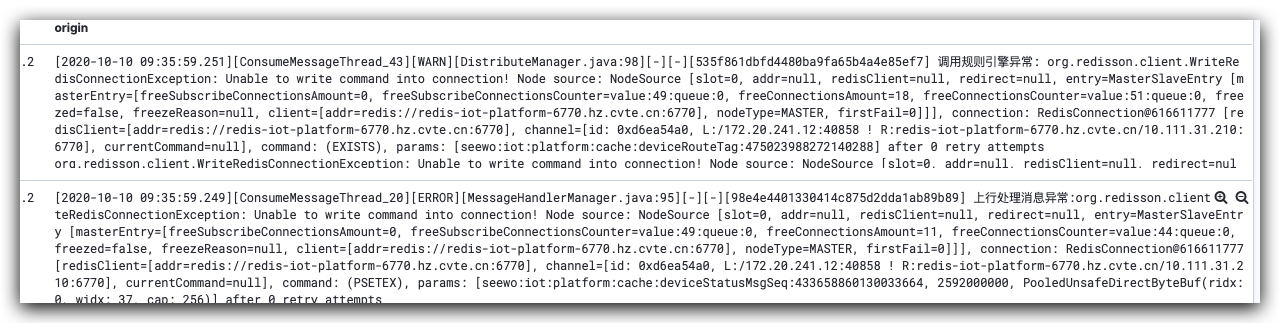 origin
.2 [2020-10-10 09:35:59.251][ConsumeMessageThread_43][WARN][DistributeManager.java:98][-][-][535f861dbfd4480ba9fa65b4a4e85ef7] 调用规则引擎异常: org.redisson.client.WriteRe
disConnectionException: Unable to write command into connection! Node source: NodeSource [slot=0, addr=null, redisClient=null, redirect=null, entry=MasterSlaveEntry [m
asterEntry=[freeSubscribeConnectionsAmount=0, freeSubscribeConnectionsCounter=value:49:queue:0, freeConnectionsAmount=18, freeConnectionsCounter=value:51:queue:0, free
zed=false, freezeReason=null, client=[addr=redis://redis-iot-platform-6770.hz.cvte.cn:6770], nodeType=MASTER, firstFail=0]]], connection: RedisConnection@616611777 [re
disClient=[addr=redis://redis-iot-platform-6770.hz.cvte.cn:6770], channel=[id: 0xd6ea54a0, L:/172.20.241.12:40858 ! R:redis-iot-platform-6770.hz.cvte.cn/10.111.31.210:
6770], currentCommand=null], command: (EXISTS), params: [seewo:iot:platform:cache:deviceRouteTag:475023988272140288] after 0 retry attempts
org.redisson.client.WriteRedisConnectionException: Unable to write command into connection! Node source: NodeSource [slot=0, addr=null, redisClient=null, redirect=nul
.2 [2020-10-10 09:35:59.249][ConsumeMessageThread_20][ERROR][MessageHandlerManager.java:95][-][-][98e4e4401330414c875d2dda1ab89b89] 上行处理消息异常:org.redisson.client
teRedisConnectionException: Unable to write command into connection! Node source: NodeSource [slot=0, addr=null, redisClient=null, redirect=null, entry=MasterSlaveEntr
y [masterEntry=[freeSubscribeConnectionsAmount=0, freeSubscribeConnectionsCounter=value:49:queue:0, freeConnectionsAmount=11, freeConnectionsCounter=value:44:queue:0,
freezed=false, freezeReason=null, client=[addr=redis://redis-iot-platform-6770.hz.cvte.cn:6770], nodeType=MASTER, firstFail=0]]], connection: RedisConnection@616611777
[redisClient=[addr=redis://redis-iot-platform-6770.hz.cvte.cn:6770], channel=[id: 0xd6ea54a0, L:/172.20.241.12:40858 ! R:redis-iot-platform-6770.hz.cvte.cn/10.111.31.2
10:6770], currentCommand=null], command: (PSETEX), params: [seewo:iot:platform:cache:deviceStatusMsgSeq:433658860130033664, 2592000000, PooledUnsafeDirectByteBuf(ridx:
0, widx: 37, cap: 256)] after 0 retry attempts